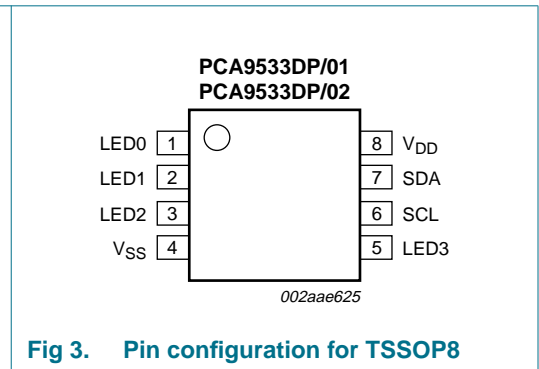 PCA9533DP/01
PCA9533DP/02
LED0 1 8 VDD
LED1 2 7 SDA
LED2 3 6 SCL
VSS 4 5 LED3
002aae625
Fig 3. Pin configuration for TSSOP8